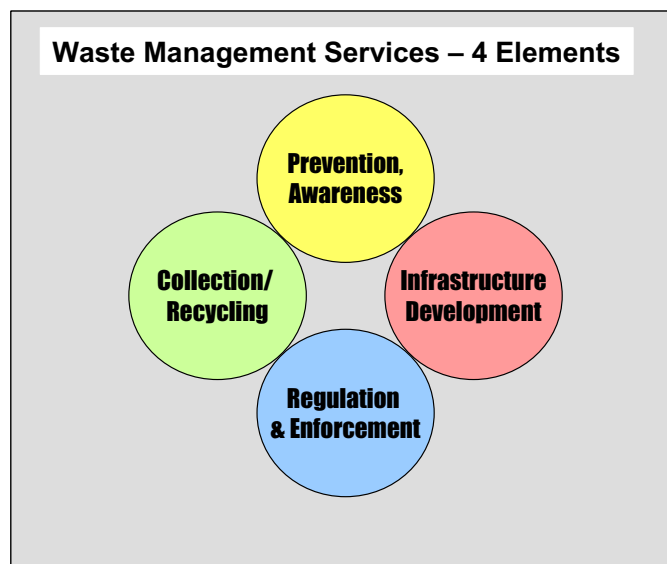 Waste Management Services – 4 Elements
Prevention,
Awareness
Collection/
Recycling
Infrastructure
Development
Regulation
& Enforcement